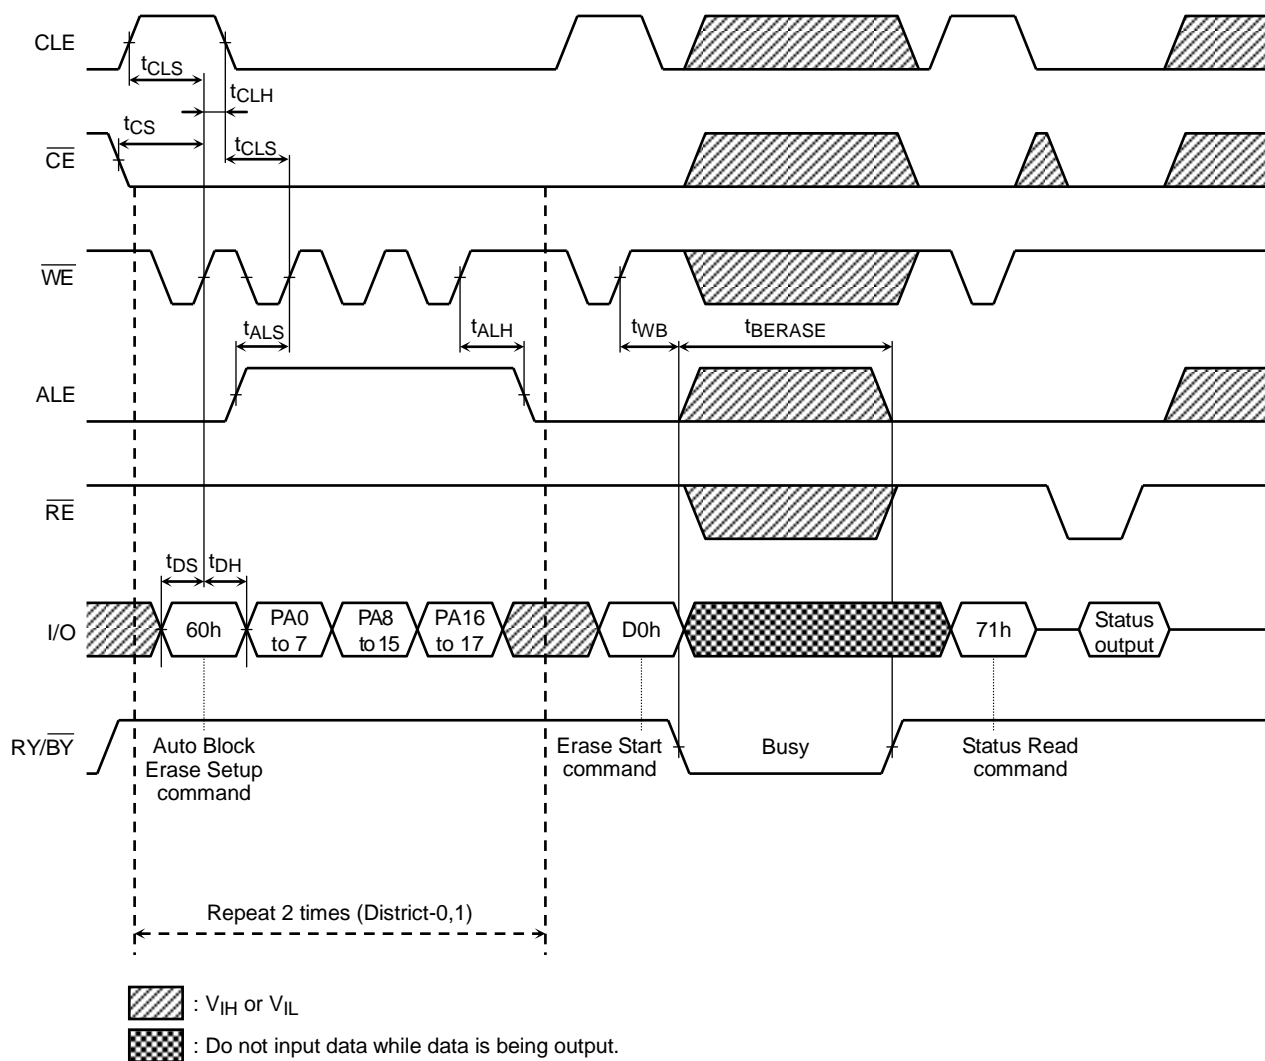 CLE
tCLS
tCLH
tCS
tCLS
CE
WE
tALS
tALH
tWB
tBERASE
ALE
RE
tDS
tDH
I/O
60h
PA0
to 7
PA8
to 15
PA16
to 17
D0h
71h
Status
output
RY/BY
Auto Block
Erase Setup
command
Erase Start
command
Busy
Status Read
command
Repeat 2 times (District-0,1)
: VIH or VIL
: Do not input data while data is being output.